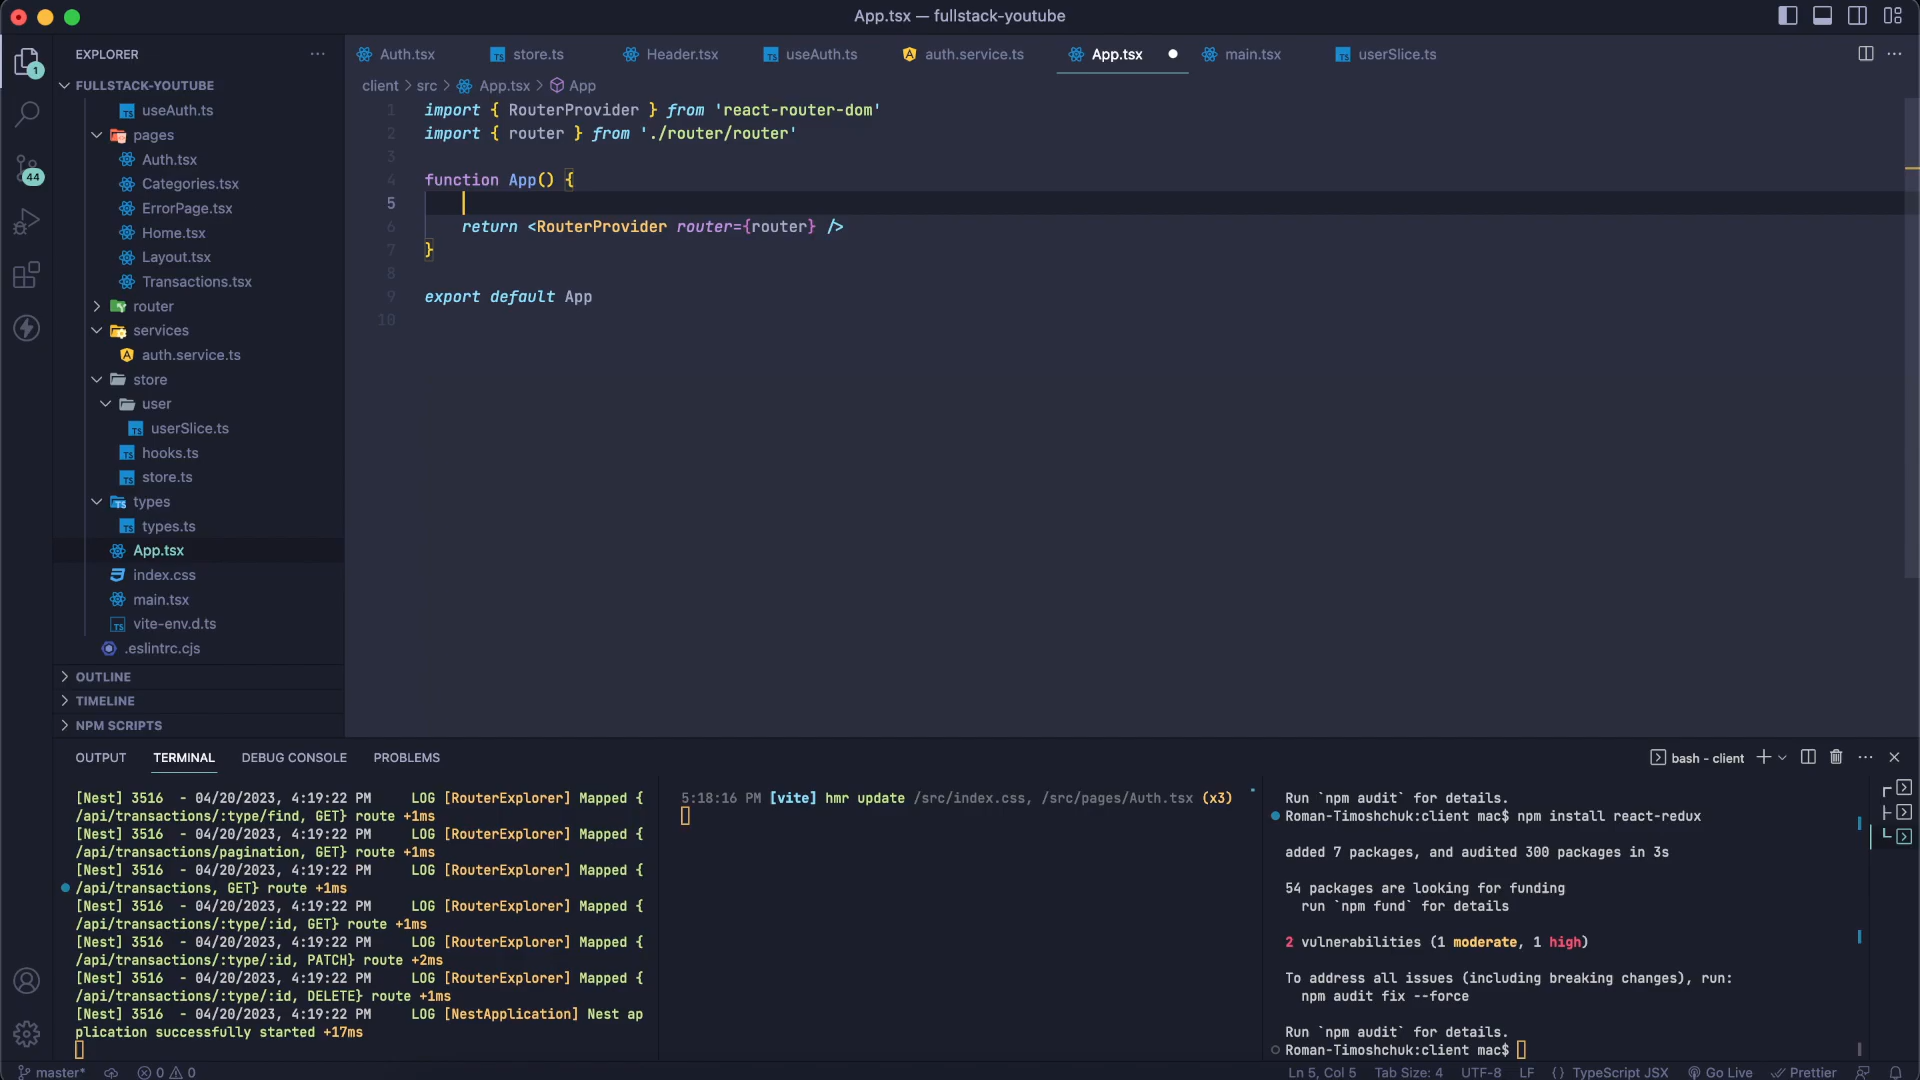 App.tsx — fullstack-youtube
EXPLORER
FULLSTACK-YOUTUBE
useAuth.ts
pages
Auth.tsx
Categories.tsx
ErrorPage.tsx
Home.tsx
Layout.tsx
Transactions.tsx
router
services
auth.service.ts
store
user
userSlice.ts
hooks.ts
store.ts
types
types.ts
App.tsx
index.css
main.tsx
vite-env.d.ts
.eslintrc.cjs
OUTLINE
TIMELINE
NPM SCRIPTS
1
44
Auth.tsx store.ts Header.tsx useAuth.ts auth.service.ts App.tsx main.tsx userSlice.ts
client > src > App.tsx > App
1 import { RouterProvider } from 'react-router-dom'
2 import { router } from './router/router'
3
4 function App() {
5
6 return <RouterProvider router={router} />
7 }
8
9 export default App
10
OUTPUT TERMINAL DEBUG CONSOLE PROBLEMS
bash - client
[Nest] 3516 - 04/20/2023, 4:19:22 PM LOG [RouterExplorer] Mapped {
/api/transactions/:type/find, GET} route +1ms
[Nest] 3516 - 04/20/2023, 4:19:22 PM LOG [RouterExplorer] Mapped {
/api/transactions/pagination, GET} route +1ms
[Nest] 3516 - 04/20/2023, 4:19:22 PM LOG [RouterExplorer] Mapped {
/api/transactions, GET} route +1ms
[Nest] 3516 - 04/20/2023, 4:19:22 PM LOG [RouterExplorer] Mapped {
/api/transactions/:type/:id, GET} route +1ms
[Nest] 3516 - 04/20/2023, 4:19:22 PM LOG [RouterExplorer] Mapped {
/api/transactions/:type/:id, PATCH} route +2ms
[Nest] 3516 - 04/20/2023, 4:19:22 PM LOG [RouterExplorer] Mapped {
/api/transactions/:type/:id, DELETE} route +1ms
[Nest] 3516 - 04/20/2023, 4:19:22 PM LOG [NestApplication] Nest ap
plication successfully started +17ms
5:18:16 PM [vite] hmr update /src/index.css, /src/pages/Auth.tsx (x3)
Run `npm audit` for details.
Roman-Timoshchuk:client mac$ npm install react-redux
added 7 packages, and audited 300 packages in 3s
54 packages are looking for funding
run `npm fund` for details
2 vulnerabilities (1 moderate, 1 high)
To address all issues (including breaking changes), run:
npm audit fix --force
Run `npm audit` for details.
Roman-Timoshchuk:client mac$
master* 0 0
Ln 5, Col 5 Tab Size: 4 UTF-8 LF {} TypeScript JSX Go Live Prettier